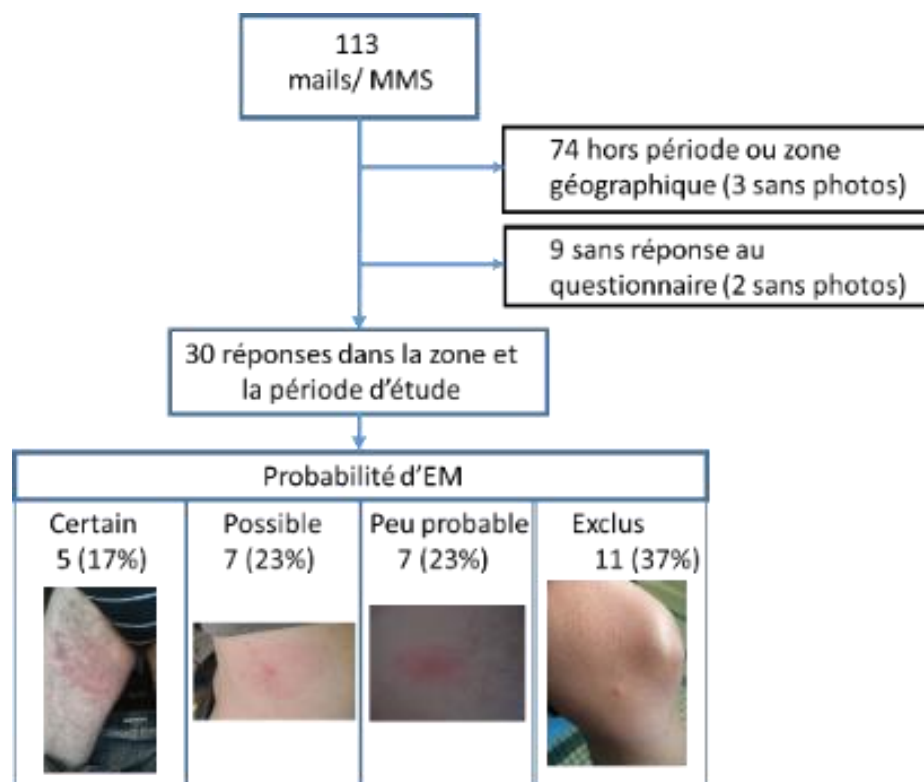 113
mails/ MMS
74 hors période ou zone
géographique (3 sans photos)
9 sans réponse au
questionnaire (2 sans photos)
30 réponses dans la zone et
la période d’étude
Probabilité d’EM
Certain
5 (17%)
Possible
7 (23%)
Peu probable
7 (23%)
Exclus
11 (37%)